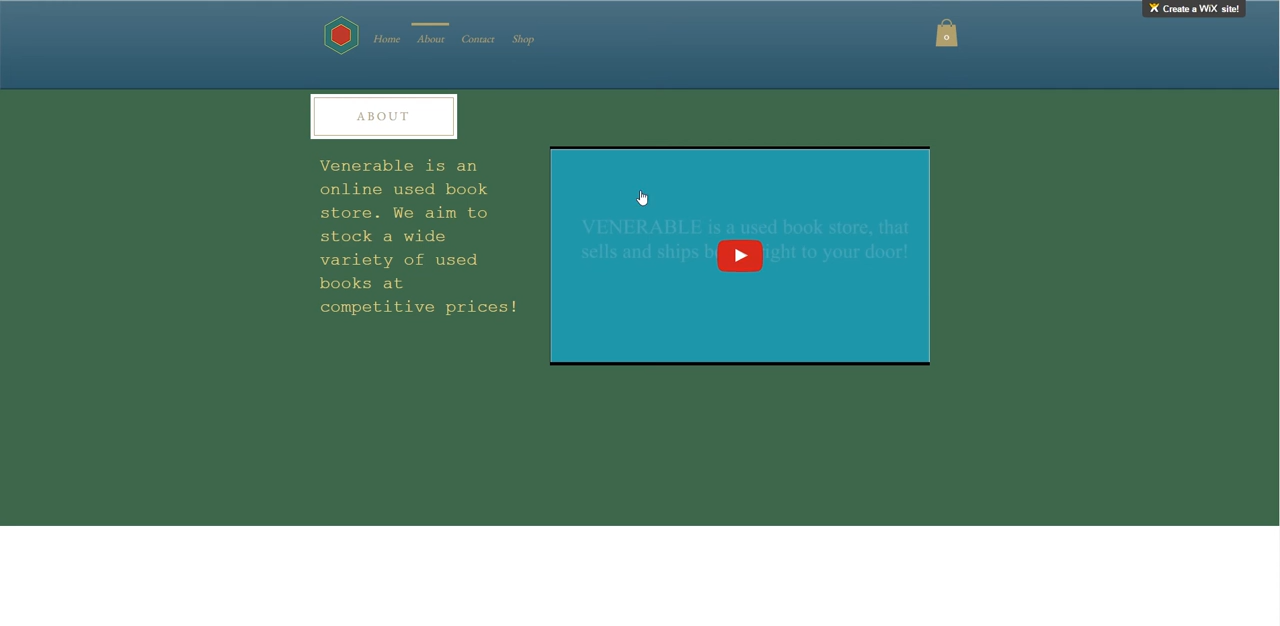 Create a WiX site!
Home About Contact Shop
0
ABOUT
Venerable is an
online used book
store. We aim to
stock a wide
variety of used
books at
competitive prices!
VENERABLE is a used book store, that
sells and ships to your door!